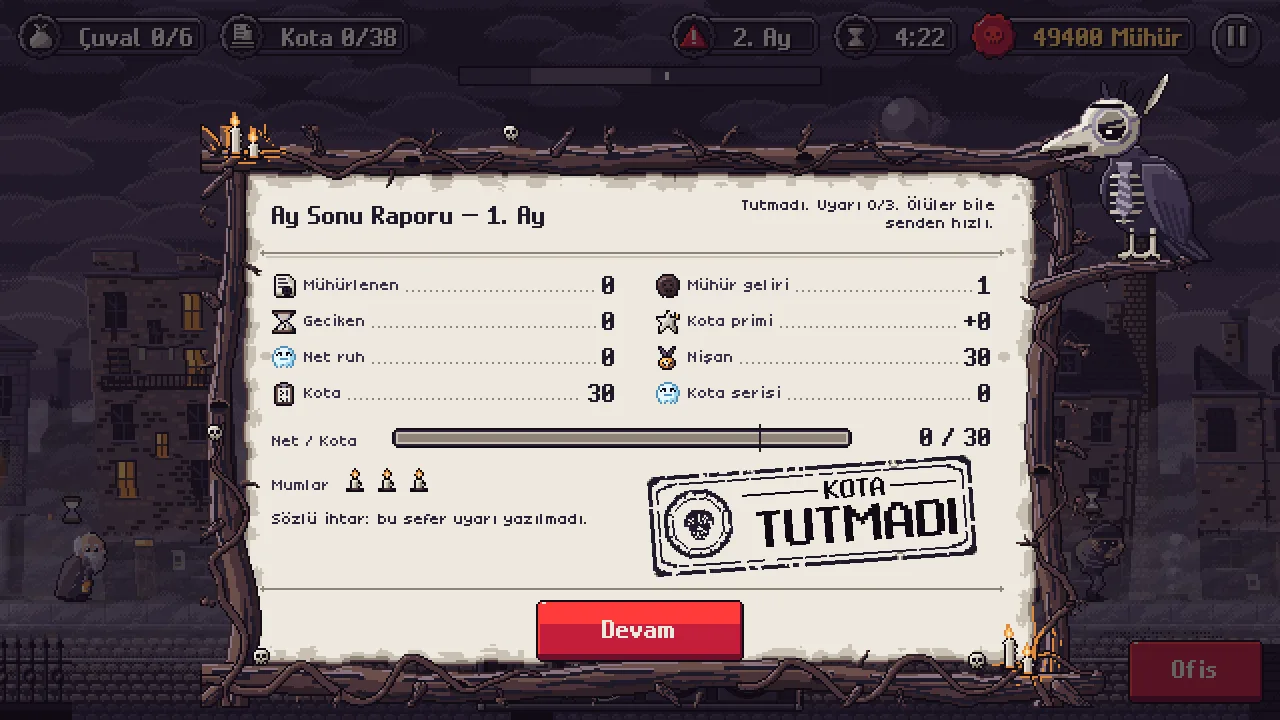 Çuval 0/6
Kota 0/38
2. Ay
4:22
49400 Mühür
Ay Sonu Raporu — 1. Ay
Tutmadı. Uyarı 0/3. Ölüler bile
senden hızlı.
Mühürlenen 0
Mühür geliri 1
Geciken 0
Kota primi +0
Net ruh 0
Nişan 30
Kota 30
Kota serisi 0
Net / Kota 0 / 30
Mumlar
KOTA
TUTMADI
Sözlü ihtar: bu sefer uyarı yazılmadı.
Devam
Ofis